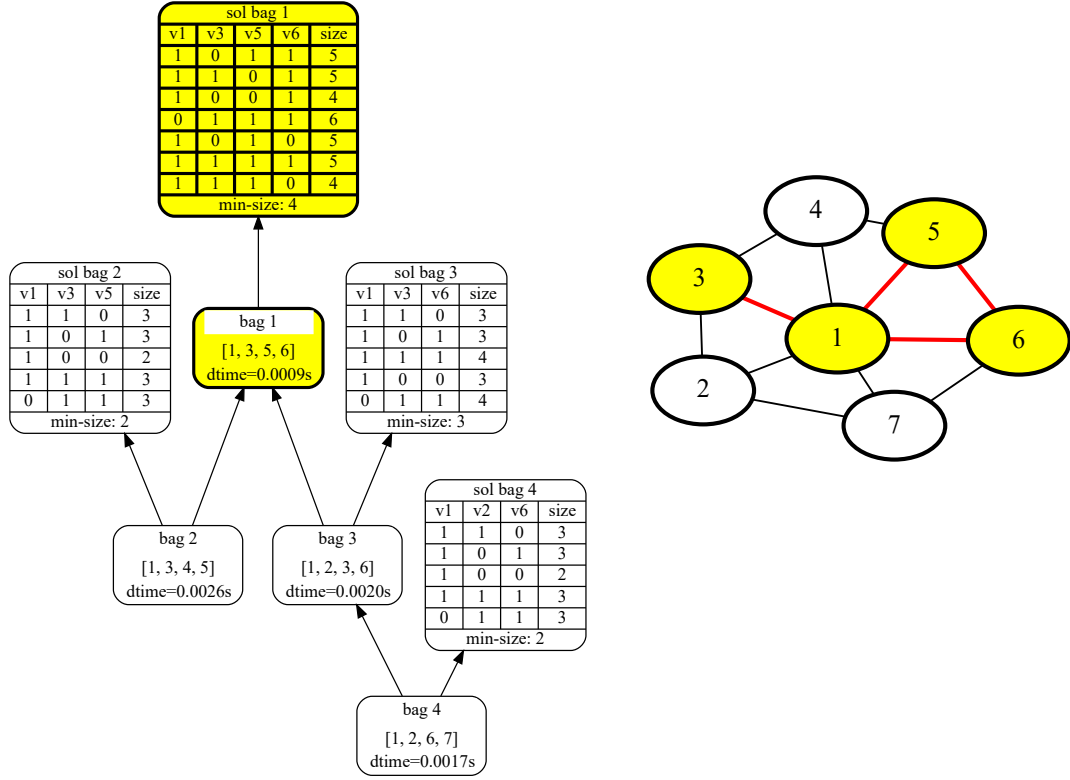 sol bag 1
v1 v3 v5 v6 size
1 0 1 1 5
1 1 0 1 5
1 0 0 1 4
0 1 1 1 6
1 0 1 0 5
1 1 1 1 5
1 1 1 0 4
min-size: 4
sol bag 2
v1 v3 v5 size
1 1 0 3
1 0 1 3
1 0 0 2
1 1 1 3
0 1 1 3
min-size: 2
bag 1
[1, 3, 5, 6]
dtime=0.0009s
sol bag 3
v1 v3 v6 size
1 1 0 3
1 0 1 3
1 1 1 4
1 0 0 3
0 1 1 4
min-size: 3
bag 2
[1, 3, 4, 5]
dtime=0.0026s
bag 3
[1, 2, 3, 6]
dtime=0.0020s
sol bag 4
v1 v2 v6 size
1 1 0 3
1 0 1 3
1 0 0 2
1 1 1 3
0 1 1 3
min-size: 2
bag 4
[1, 2, 6, 7]
dtime=0.0017s
4
5
3
1
6
2
7